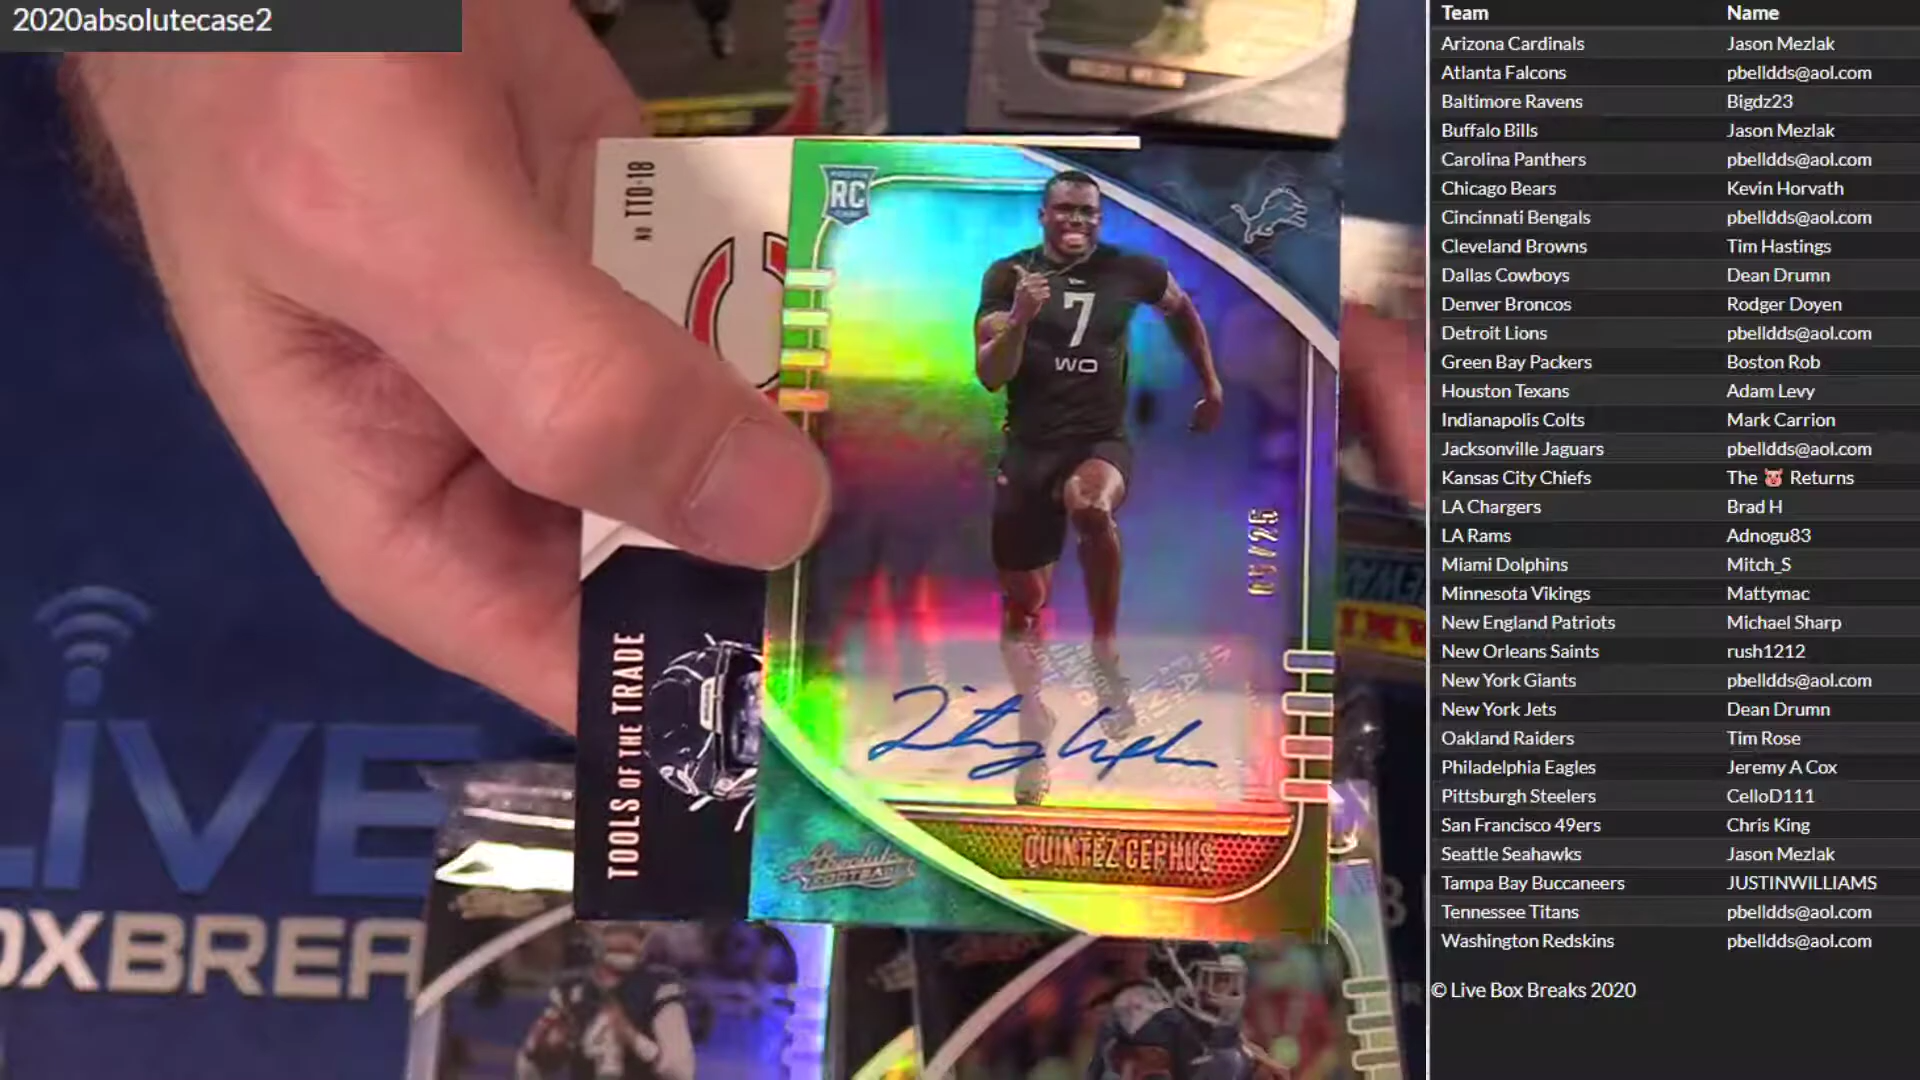 2020absolutecase2
Team Name
Arizona Cardinals Jason Mezlak
Atlanta Falcons pbelldds@aol.com
Baltimore Ravens Bigdz23
Buffalo Bills Jason Mezlak
Carolina Panthers pbelldds@aol.com
Chicago Bears Kevin Horvath
Cincinnati Bengals pbelldds@aol.com
Cleveland Browns Tim Hastings
Dallas Cowboys Dean Drumn
Denver Broncos Rodger Doyen
Detroit Lions pbelldds@aol.com
Green Bay Packers Boston Rob
Houston Texans Adam Levy
Indianapolis Colts Mark Carrion
Jacksonville Jaguars pbelldds@aol.com
Kansas City Chiefs The 🐷 Returns
LA Chargers Brad H
LA Rams Adnogu83
Miami Dolphins Mitch_S
Minnesota Vikings Mattymac
New England Patriots Michael Sharp
New Orleans Saints rush1212
New York Giants pbelldds@aol.com
New York Jets Dean Drumn
Oakland Raiders Tim Rose
Philadelphia Eagles Jeremy A Cox
Pittsburgh Steelers CelloD111
San Francisco 49ers Chris King
Seattle Seahawks Jason Mezlak
Tampa Bay Buccaneers JUSTINWILLIAMS
Tennessee Titans pbelldds@aol.com
Washington Redskins pbelldds@aol.com
© Live Box Breaks 2020
TTO-18
RC
7
WO
TOOLS OF THE TRADE
QUINTEZ CEPHUS
Absolute
FOOTBALL
LIVE
OXBREA
4